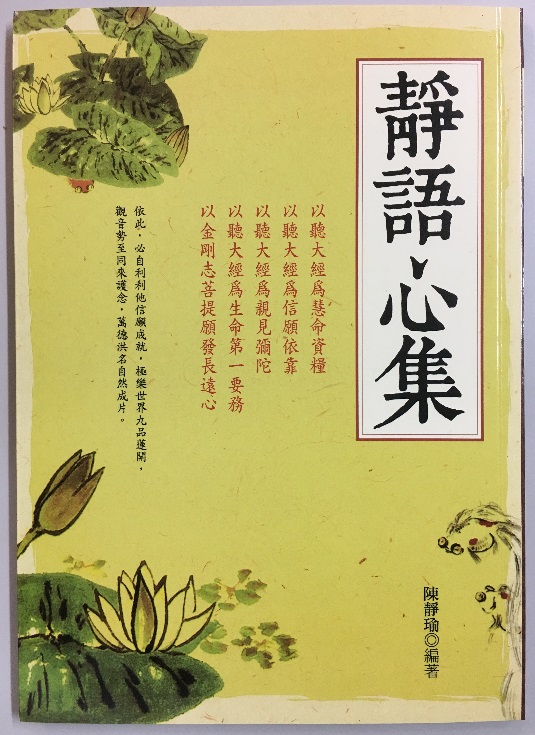 靜語、心集
以聽大經為慧命資糧
以聽大經為信願依靠
以聽大經為親見彌陀
以聽大經為生命第一要務
以金剛志菩提願發長遠心
依此，必自利利他信願成就，極樂世界九品蓮開，
觀音勢至同來護念，萬德洪名自然成片。
陳靜瑜◎編著